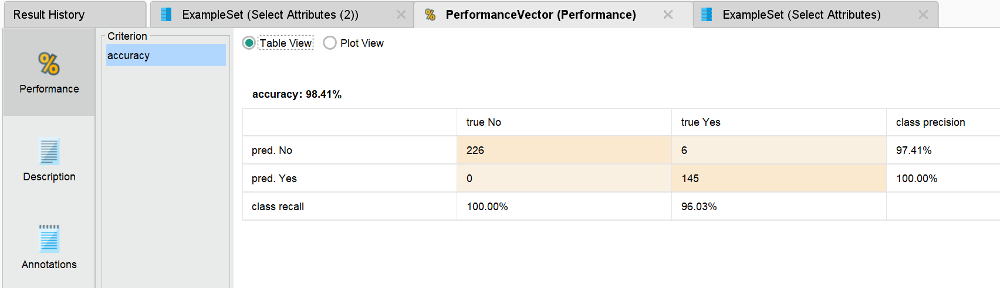 Result History
ExampleSet (Select Attributes (2))
PerformanceVector (Performance)
ExampleSet (Select Attributes)
%
Performance
Description
Annotations
Criterion
accuracy
Table View
Plot View
accuracy: 98.41%
true No true Yes class precision
pred. No 226 6 97.41%
pred. Yes 0 145 100.00%
class recall 100.00% 96.03%